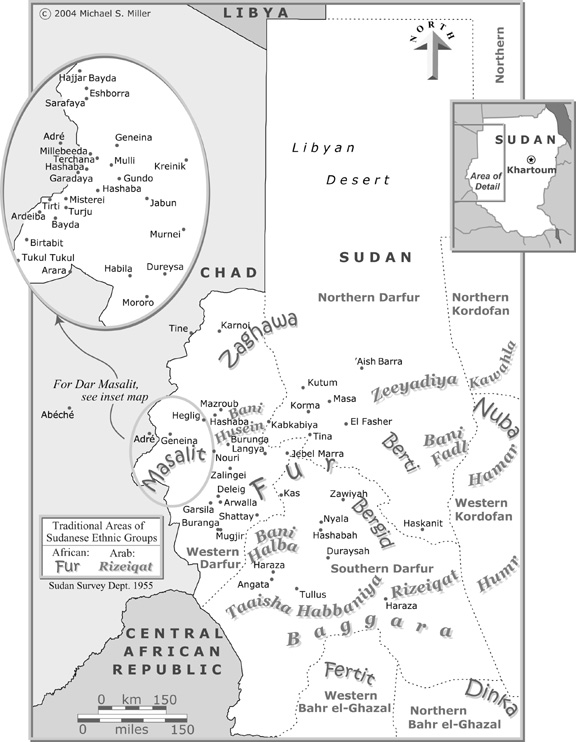 © 2004 Michael S. Miller
LIBYA
NORTH
Northern
Hajjar Bayda
Eshborra
Sarafaya
Adré
Geneina
Millebeeda
Terchana
Mulli
Kreinik
Hashaba
Garadaya
Gundo
Hashaba
Misterei
Tirti
Jabun
Ardeiba
Turju
Bayda
Birtabit
Murnei
Tukul Tukul
Arara
Habila
Dureysa
Mororo
Libyan
Desert
SUDAN
Khartoum
Area of
Detail
SUDAN
CHAD
Northern Darfur
Northern
Kordofan
Tine
Karnoi
Zaghawa
'Aish Barra
Kawahla
For Dar Masalit,
see inset map
Kutum
Zeeyadiya
Abéché
Mazroub
Masa
Heglig
Hashaba
Bani
Husein
Korma
Nuba
Kabkabiya
El Fasher
Adré
Geneina
Burunga
Tina
Berti
Bani
Fadl
Langya
Nouri
Jebel Marra
Masalit
Hamar
Zalingei
Fur
Deleig
Kas
Zawiyah
Garsila
Arwalla
Western
Kordofan
Buranga
Shattay
Nyala
Bergid
Haskanit
Mugjir
Hashabah
Traditional Areas of
Sudanese Ethnic Groups
African:
Arab:
Fur
Rizeiqat
Sudan Survey Dept. 1955
Western
Darfur
Bani
Halba
Duraysah
Haraza
Southern Darfur
Angata
Humr
Tullus
Rizeiqat
Taaisha
Habbaniya
Haraza
Baggara
CENTRAL
AFRICAN
REPUBLIC
Fertit
Western
Bahr el-Ghazal
Dinka
Northern
Bahr el-Ghazal
0 km 150
0 miles 150